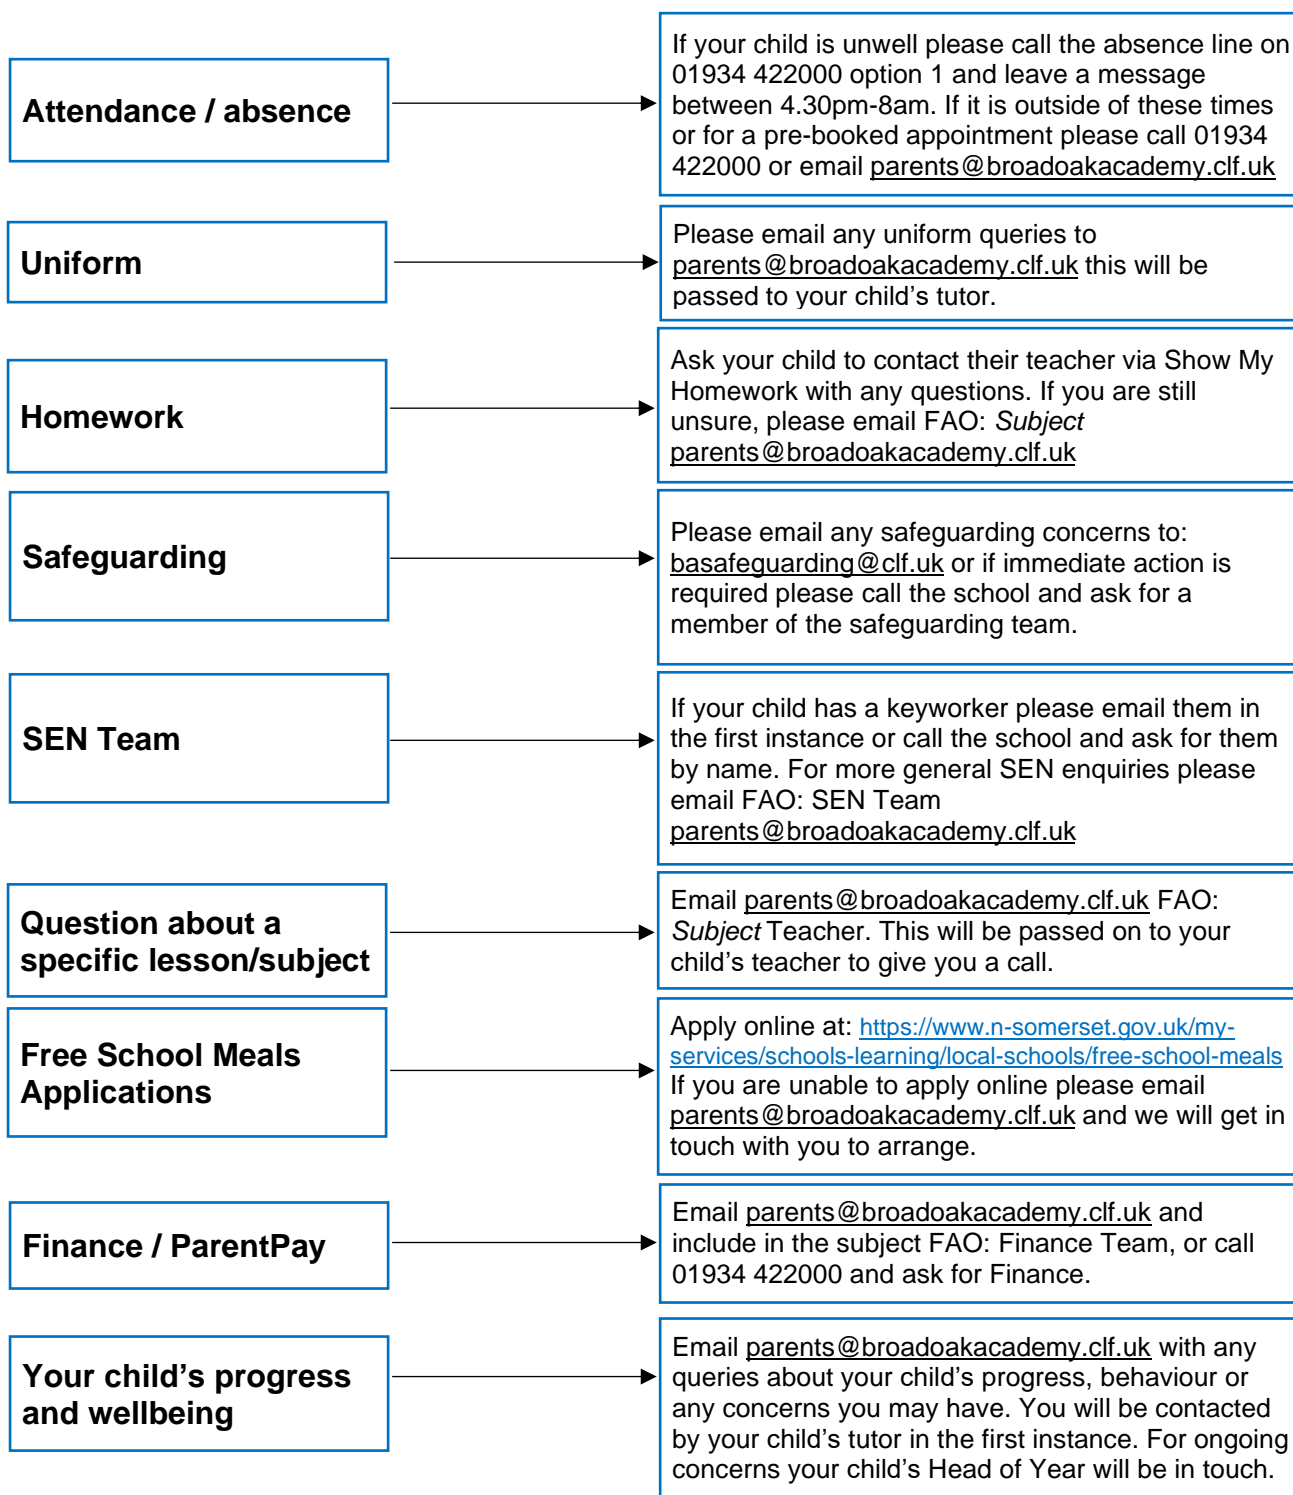 Attendance / absence
If your child is unwell please call the absence line on
01934 422000 option 1 and leave a message
between 4.30pm-8am. If it is outside of these times
or for a pre-booked appointment please call 01934
422000 or email parents@broadoakacademy.clf.uk
Uniform
Please email any uniform queries to
parents@broadoakacademy.clf.uk this will be
passed to your child’s tutor.
Homework
Ask your child to contact their teacher via Show My
Homework with any questions. If you are still
unsure, please email FAO: Subject
parents@broadoakacademy.clf.uk
Safeguarding
Please email any safeguarding concerns to:
basafeguarding@clf.uk or if immediate action is
required please call the school and ask for a
member of the safeguarding team.
SEN Team
If your child has a keyworker please email them in
the first instance or call the school and ask for them
by name. For more general SEN enquiries please
email FAO: SEN Team
parents@broadoakacademy.clf.uk
Question about a
specific lesson/subject
Email parents@broadoakacademy.clf.uk FAO:
Subject Teacher. This will be passed on to your
child’s teacher to give you a call.
Free School Meals
Applications
Apply online at: https://www.n-somerset.gov.uk/my-
services/schools-learning/local-schools/free-school-meals
If you are unable to apply online please email
parents@broadoakacademy.clf.uk and we will get in
touch with you to arrange.
Finance / ParentPay
Email parents@broadoakacademy.clf.uk and
include in the subject FAO: Finance Team, or call
01934 422000 and ask for Finance.
Your child’s progress
and wellbeing
Email parents@broadoakacademy.clf.uk with any
queries about your child’s progress, behaviour or
any concerns you may have. You will be contacted
by your child’s tutor in the first instance. For ongoing
concerns your child’s Head of Year will be in touch.